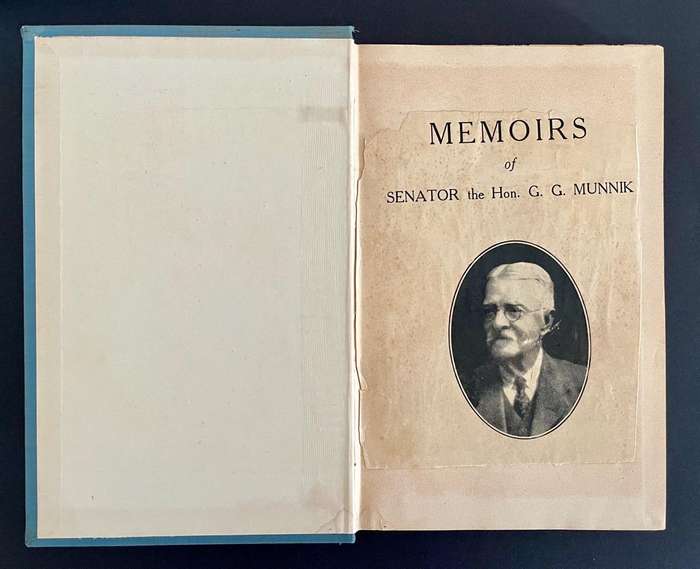 MEMOIRS
of
SENATOR the Hon. G. G. MUNNIK